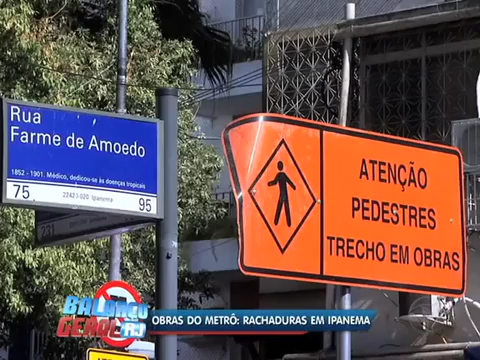 Rua
Farme de Amoedo
1852 - 1901. Médico, dedicou-se às doenças tropicais
75
22421-020 Ipanema
95
231
ATENÇÃO
PEDESTRES
TRECHO EM OBRAS
BALANÇO
GERAL RJ
OBRAS DO METRÔ: RACHADURAS EM IPANEMA